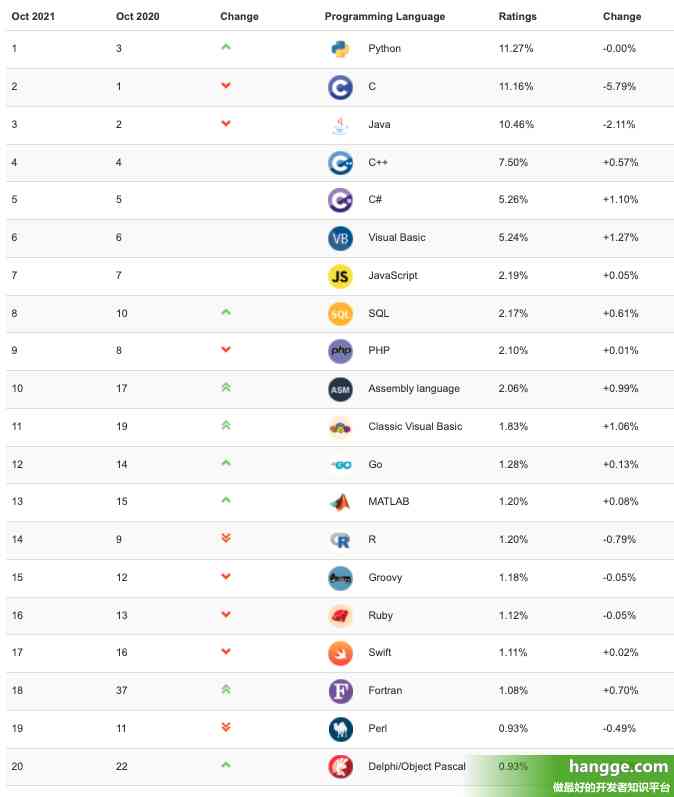 Oct 2021 Oct 2020 Change Programming Language Ratings Change
1 3 Python 11.27% -0.00%
2 1 C 11.16% -5.79%
3 2 Java 10.46% -2.11%
4 4 C++ 7.50% +0.57%
5 5 C# 5.26% +1.10%
6 6 VB Visual Basic 5.24% +1.27%
7 7 JS JavaScript 2.19% +0.05%
8 10 SQL SQL 2.17% +0.61%
9 8 php PHP 2.10% +0.01%
10 17 ASM Assembly language 2.06% +0.99%
11 19 Classic Visual Basic 1.83% +1.06%
12 14 GO Go 1.28% +0.13%
13 15 MATLAB 1.20% +0.08%
14 9 R R 1.20% -0.79%
15 12 Groovy 1.18% -0.05%
16 13 Ruby 1.12% -0.05%
17 16 Swift 1.11% +0.02%
18 37 F Fortran 1.08% +0.70%
19 11 Perl 0.93% -0.49%
20 22 Delphi/Object Pascal 0.93%
hangge.com
做最好的开发者知识平台